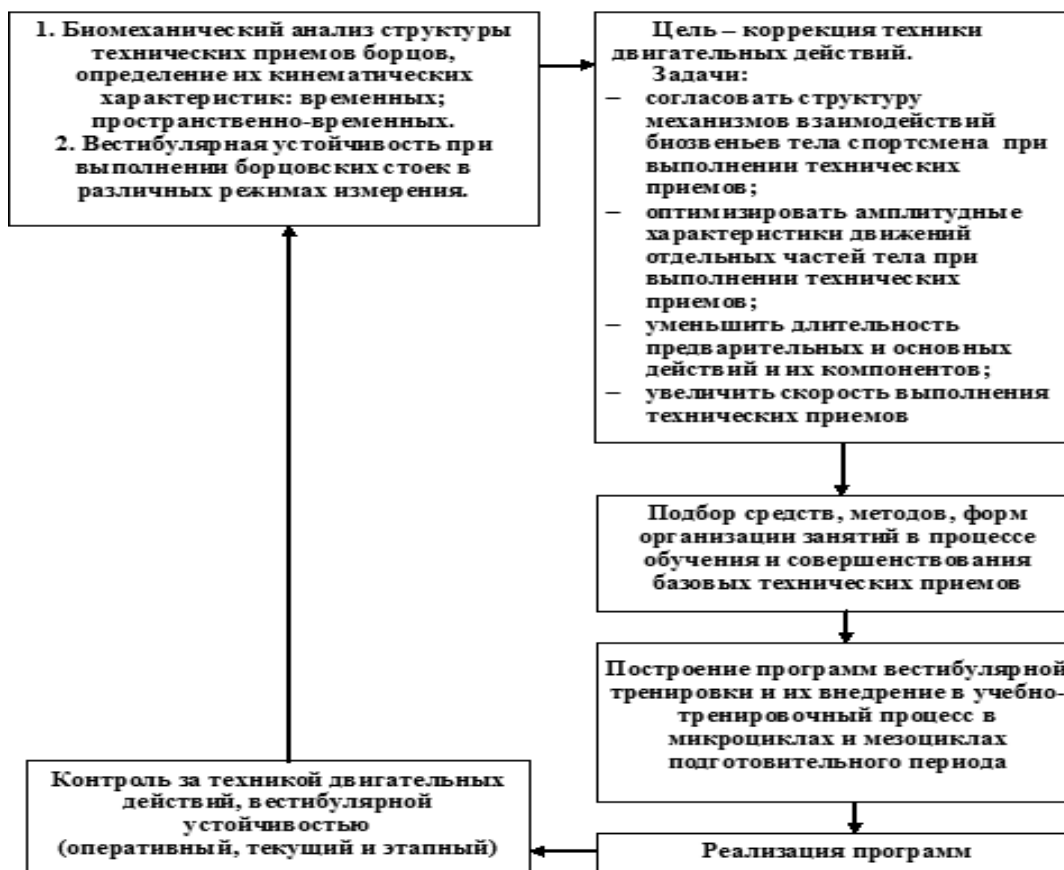 1. Биомеханический анализ структуры
технических приемов борцов,
определение их кинематических
характеристик: временных;
пространственно-временных.
2. Вестибулярная устойчивость при
выполнении борцовских стоек в
различных режимах измерения.
Цель – коррекция техники
двигательных действий.
Задачи:
– согласовать структуру
механизмов взаимодействий
биозвеньев тела спортсмена при
выполнении технических
приемов;
– оптимизировать амплитудные
характеристики движений
отдельных частей тела при
выполнении технических
приемов;
– уменьшить длительность
предварительных и основных
действий и их компонентов;
– увеличить скорость выполнения
технических приемов
Подбор средств, методов, форм
организации занятий в процессе
обучения и совершенствования
базовых технических приемов
Построение программ вестибулярной
тренировки и их внедрение в учебно-
тренировочный процесс в
микроциклах и мезоциклах
подготовительного периода
Реализация программ
Контроль за техникой двигательных
действий, вестибулярной
устойчивостью
(оперативный, текущий и этапный)